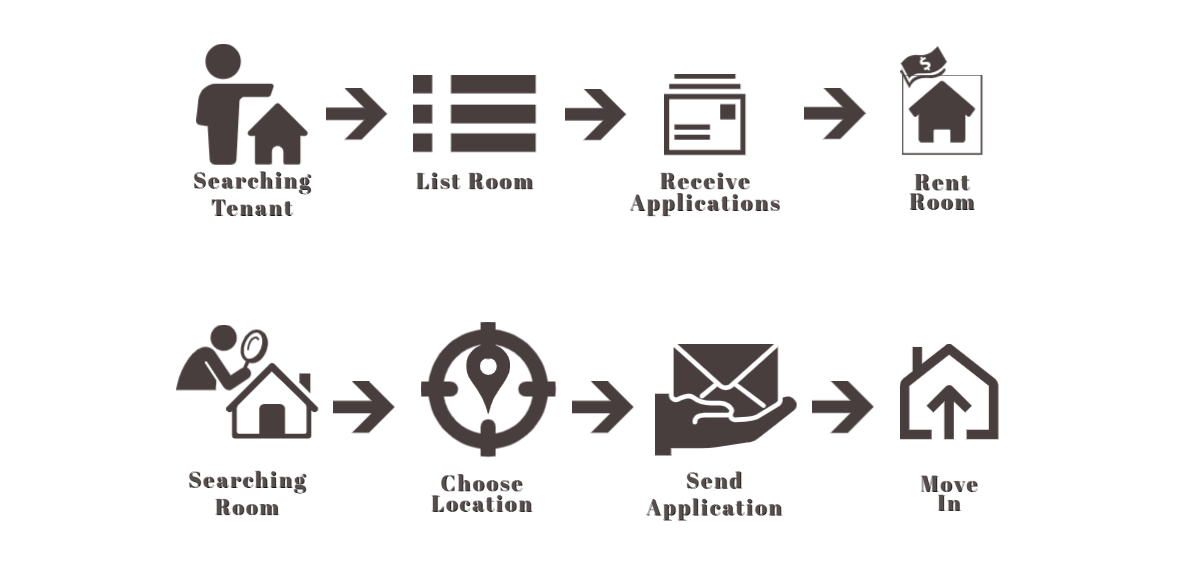 Searching
Tenant
List Room
Receive
Applications
$
Rent
Room
Searching
Room
Choose
Location
Send
Application
Move
In